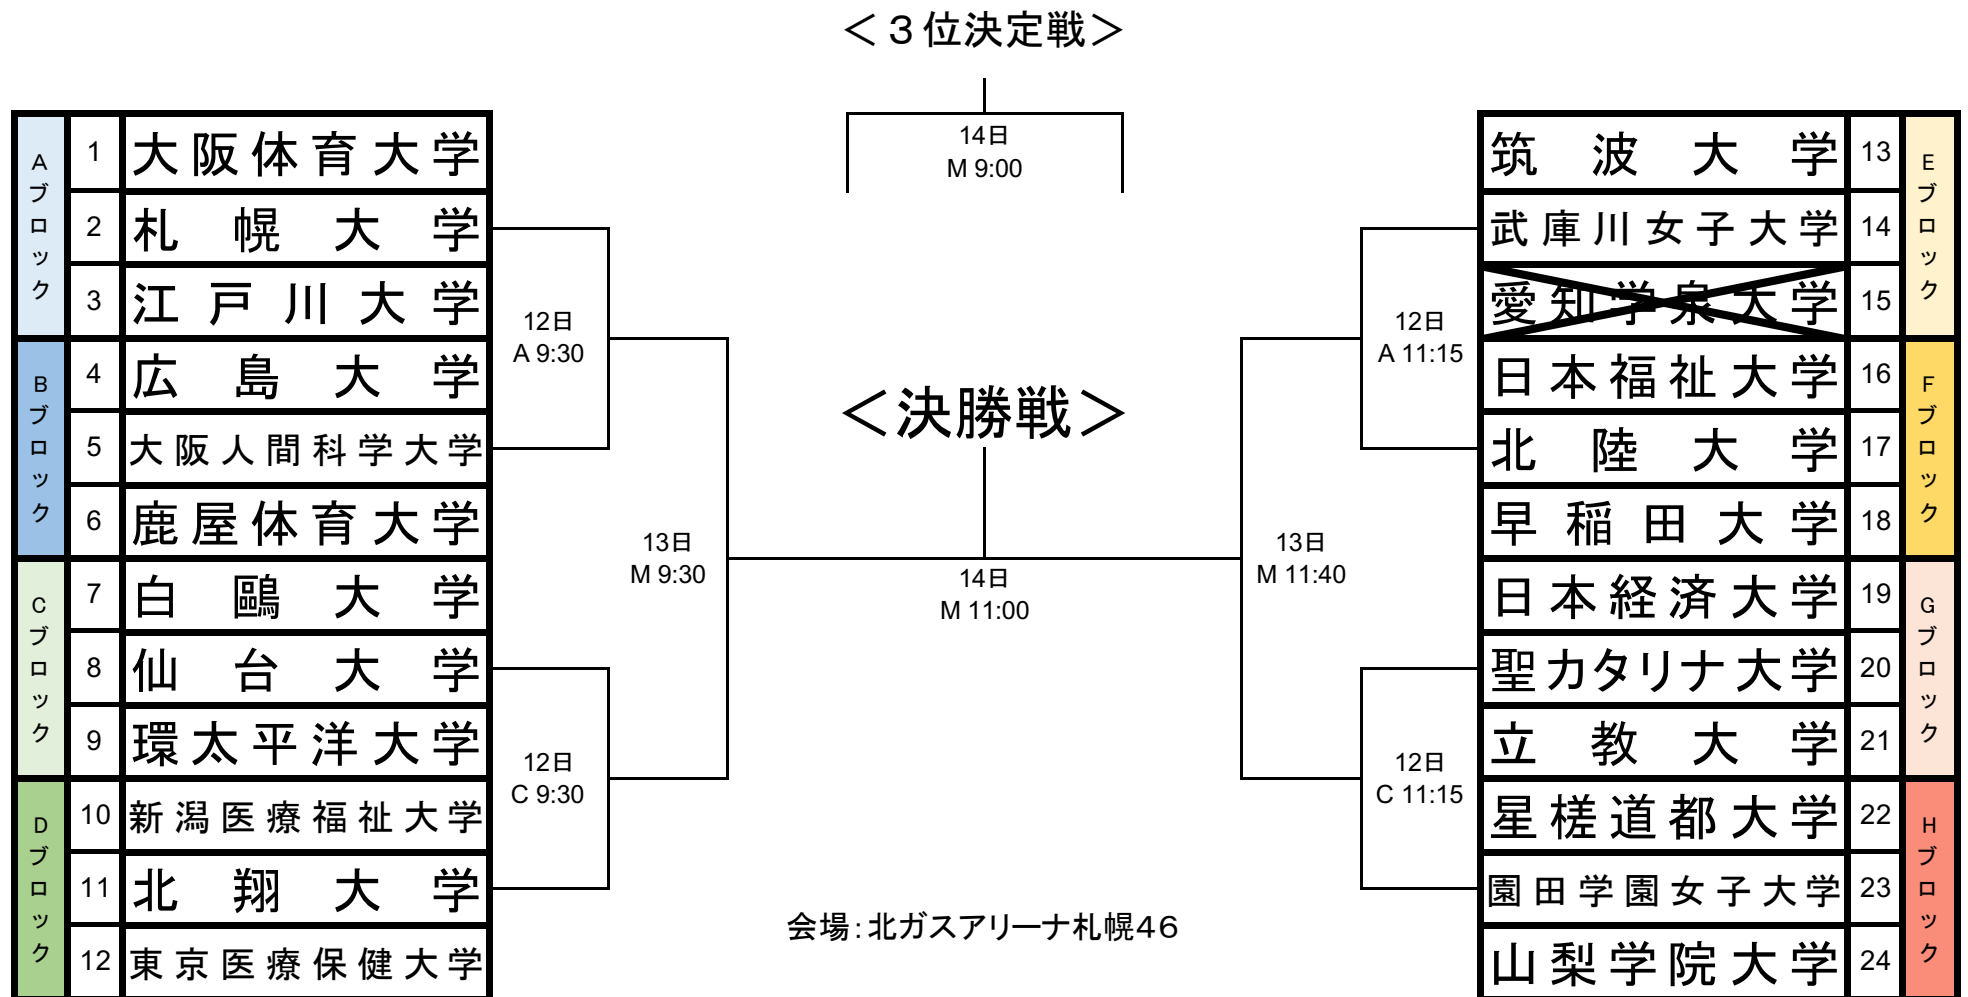 ＜３位決定戦＞
14日
M 9:00
Aブロック
1 大阪体育大学
2 札幌大学
3 江戸川大学
Bブロック
4 広島大学
5 大阪人間科学大学
6 鹿屋体育大学
Cブロック
7 白鷗大学
8 仙台大学
9 環太平洋大学
Dブロック
10 新潟医療福祉大学
11 北翔大学
12 東京医療保健大学
12日
A 9:30
12日
C 9:30
13日
M 9:30
＜決勝戦＞
14日
M 11:00
13日
M 11:40
12日
A 11:15
12日
C 11:15
筑波大学 13
武庫川女子大学 14
愛知学泉大学 15
Eブロック
日本福祉大学 16
北陸大学 17
早稲田大学 18
Fブロック
日本経済大学 19
聖カタリナ大学 20
立教大学 21
Gブロック
星槎道都大学 22
園田学園女子大学 23
山梨学院大学 24
Hブロック
会場：北ガスアリーナ札幌４６